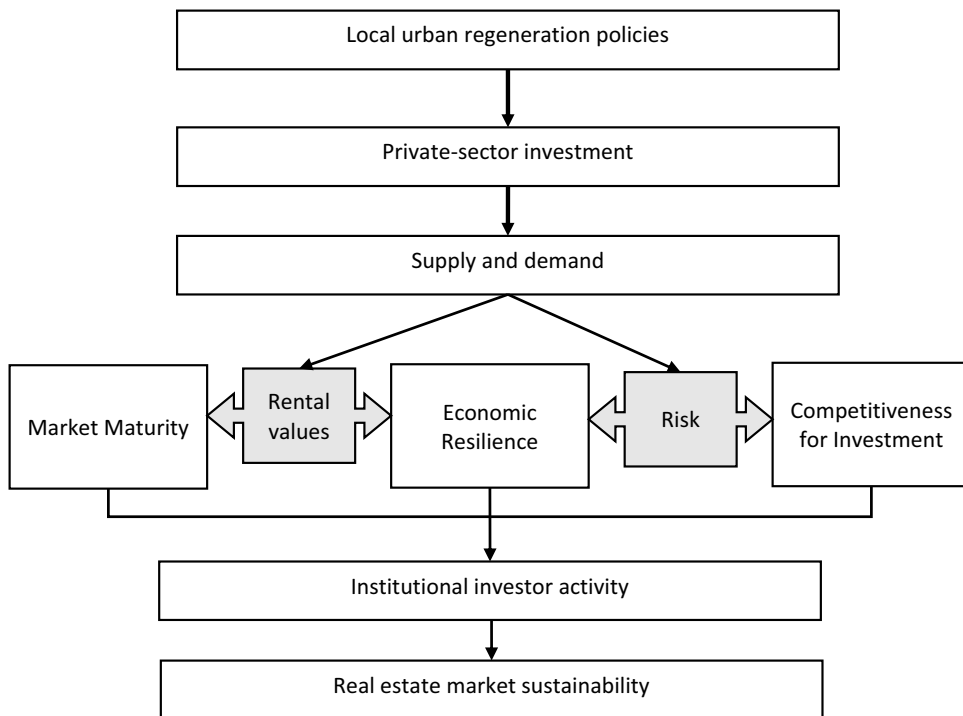 Local urban regeneration policies
Private-sector investment
Supply and demand
Market Maturity
Rental
values
Economic
Resilience
Risk
Competitiveness
for Investment
Institutional investor activity
Real estate market sustainability